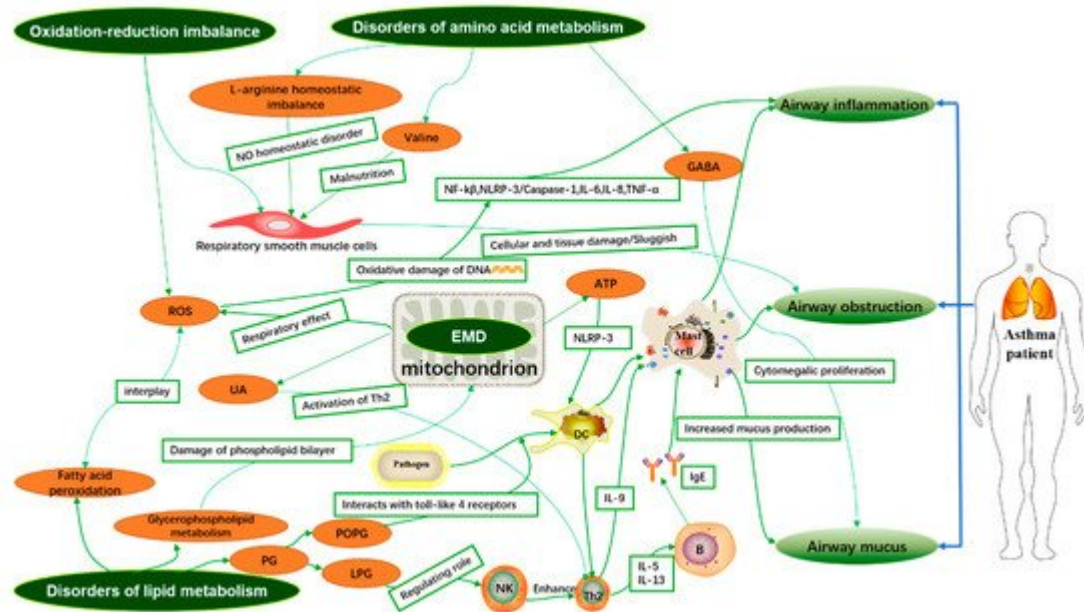 Oxidation-reduction imbalance
Disorders of amino acid metabolism
L-arginine homeostatic
imbalance
Airway inflammation
NO homeostatic disorder
Valine
Malnutrition
GABA
NF-kβ,NLRP-3/Caspase-1,IL-6,IL-8,TNF-α
Respiratory smooth muscle cells
Cellular and tissue damage/Sluggish
Oxidative damage of DNA
ROS
ATP
Airway obstruction
Respiratory effect
EMD
mitochondrion
NLRP-3
Mast
cell
Asthma
patient
interplay
UA
Activation of Th2
Cytomegalic proliferation
DC
Increased mucus production
Damage of phospholipid bilayer
Pathogen
Fatty acid
peroxidation
IgE
Interacts with toll-like 4 receptors
IL-9
Glycerophospholipid
metabolism
POPG
PG
B
Airway mucus
LPG
Regulating role
IL-5
IL-13
Disorders of lipid metabolism
NK
Enhance
Th2